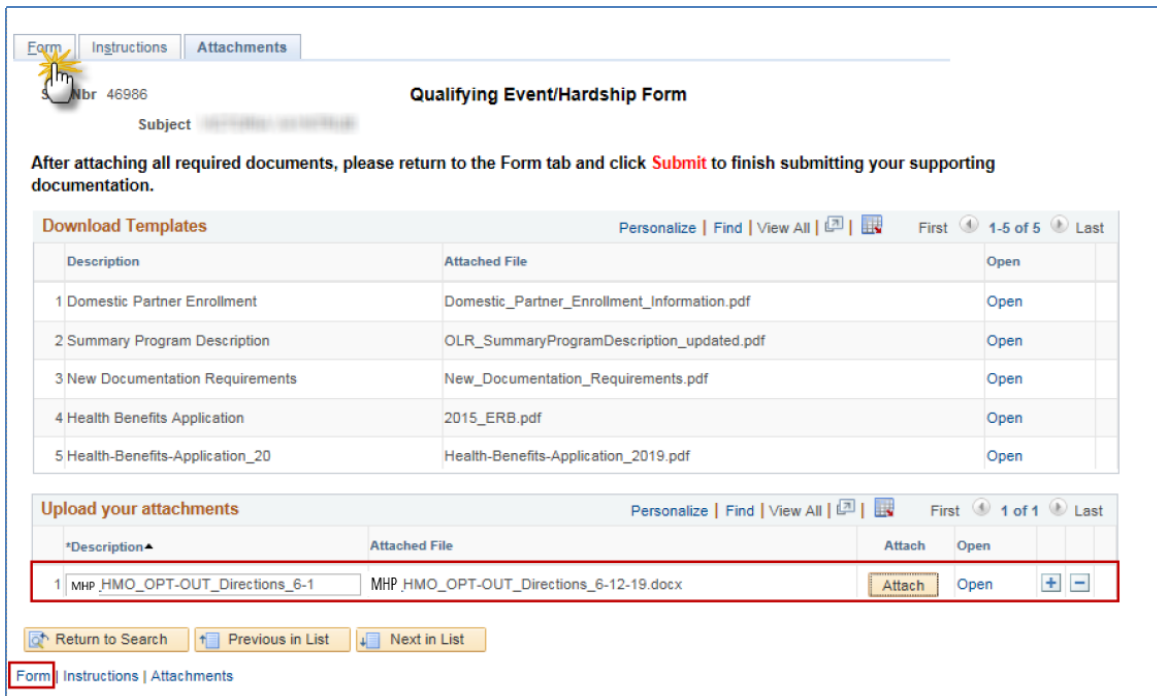 Form Instructions Attachments
Nbr 46986 Qualifying Event/Hardship Form
Subject
After attaching all required documents, please return to the Form tab and click Submit to finish submitting your supporting
documentation.
Download Templates Personalize | Find | View All | | First 1-5 of 5 Last
Description Attached File Open
1 Domestic Partner Enrollment Domestic_Partner_Enrollment_Information.pdf Open
2 Summary Program Description OLR_SummaryProgramDescription_updated.pdf Open
3 New Documentation Requirements New_Documentation_Requirements.pdf Open
4 Health Benefits Application 2015_ERB.pdf Open
5 Health-Benefits-Application_20 Health-Benefits-Application_2019.pdf Open
Upload your attachments Personalize | Find | View All | | First 1 of 1 Last
*Description Attached File Attach Open
1 MHP_HMO_OPT-OUT_Directions_6-1 MHP_HMO_OPT-OUT_Directions_6-12-19.docx Attach Open + -
Return to Search Previous in List Next in List
Form | Instructions | Attachments